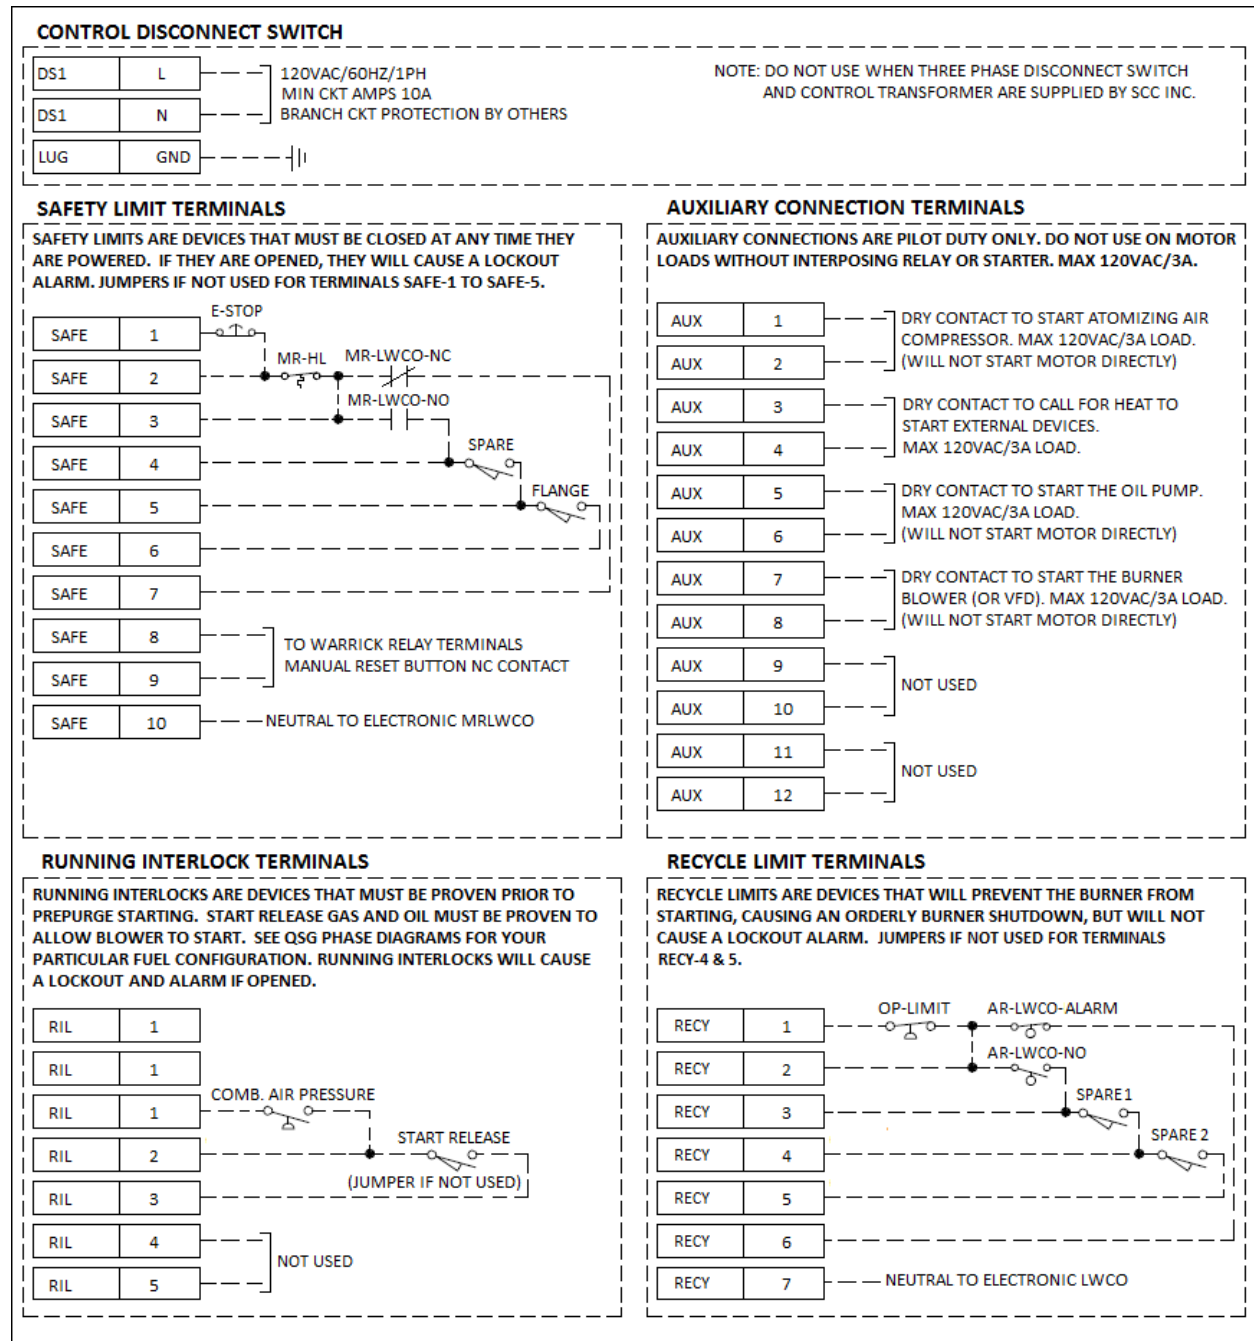 CONTROL DISCONNECT SWITCH
DS1 L
120VAC/60HZ/1PH
MIN CKT AMPS 10A
DS1 N
BRANCH CKT PROTECTION BY OTHERS
LUG GND
NOTE: DO NOT USE WHEN THREE PHASE DISCONNECT SWITCH
AND CONTROL TRANSFORMER ARE SUPPLIED BY SCC INC.
SAFETY LIMIT TERMINALS
SAFETY LIMITS ARE DEVICES THAT MUST BE CLOSED AT ANY TIME THEY
ARE POWERED. IF THEY ARE OPENED, THEY WILL CAUSE A LOCKOUT
ALARM. JUMPERS IF NOT USED FOR TERMINALS SAFE-1 TO SAFE-5.
E-STOP
SAFE 1
MR-HL MR-LWCO-NC
SAFE 2
MR-LWCO-NO
SAFE 3
SPARE
SAFE 4
FLANGE
SAFE 5
SAFE 6
SAFE 7
SAFE 8
TO WARRICK RELAY TERMINALS
MANUAL RESET BUTTON NC CONTACT
SAFE 9
SAFE 10
NEUTRAL TO ELECTRONIC MRLWCO
AUXILIARY CONNECTION TERMINALS
AUXILIARY CONNECTIONS ARE PILOT DUTY ONLY. DO NOT USE ON MOTOR
LOADS WITHOUT INTERPOSING RELAY OR STARTER. MAX 120VAC/3A.
AUX 1
DRY CONTACT TO START ATOMIZING AIR
COMPRESSOR. MAX 120VAC/3A LOAD.
AUX 2
(WILL NOT START MOTOR DIRECTLY)
AUX 3
DRY CONTACT TO CALL FOR HEAT TO
START EXTERNAL DEVICES.
AUX 4
MAX 120VAC/3A LOAD.
AUX 5
DRY CONTACT TO START THE OIL PUMP.
MAX 120VAC/3A LOAD.
AUX 6
(WILL NOT START MOTOR DIRECTLY)
AUX 7
DRY CONTACT TO START THE BURNER
BLOWER (OR VFD). MAX 120VAC/3A LOAD.
AUX 8
(WILL NOT START MOTOR DIRECTLY)
AUX 9
NOT USED
AUX 10
AUX 11
NOT USED
AUX 12
RUNNING INTERLOCK TERMINALS
RUNNING INTERLOCKS ARE DEVICES THAT MUST BE PROVEN PRIOR TO
PREPURGE STARTING. START RELEASE GAS AND OIL MUST BE PROVEN TO
ALLOW BLOWER TO START. SEE QSG PHASE DIAGRAMS FOR YOUR
PARTICULAR FUEL CONFIGURATION. RUNNING INTERLOCKS WILL CAUSE
A LOCKOUT AND ALARM IF OPENED.
RIL 1
RIL 1
COMB. AIR PRESSURE
RIL 1
START RELEASE
RIL 2
(JUMPER IF NOT USED)
RIL 3
RIL 4
NOT USED
RIL 5
RECYCLE LIMIT TERMINALS
RECYCLE LIMITS ARE DEVICES THAT WILL PREVENT THE BURNER FROM
STARTING, CAUSING AN ORDERLY BURNER SHUTDOWN, BUT WILL NOT
CAUSE A LOCKOUT ALARM. JUMPERS IF NOT USED FOR TERMINALS
RECY-4 & 5.
OP-LIMIT AR-LWCO-ALARM
RECY 1
AR-LWCO-NO
RECY 2
SPARE1
RECY 3
SPARE 2
RECY 4
RECY 5
RECY 6
RECY 7
NEUTRAL TO ELECTRONIC LWCO